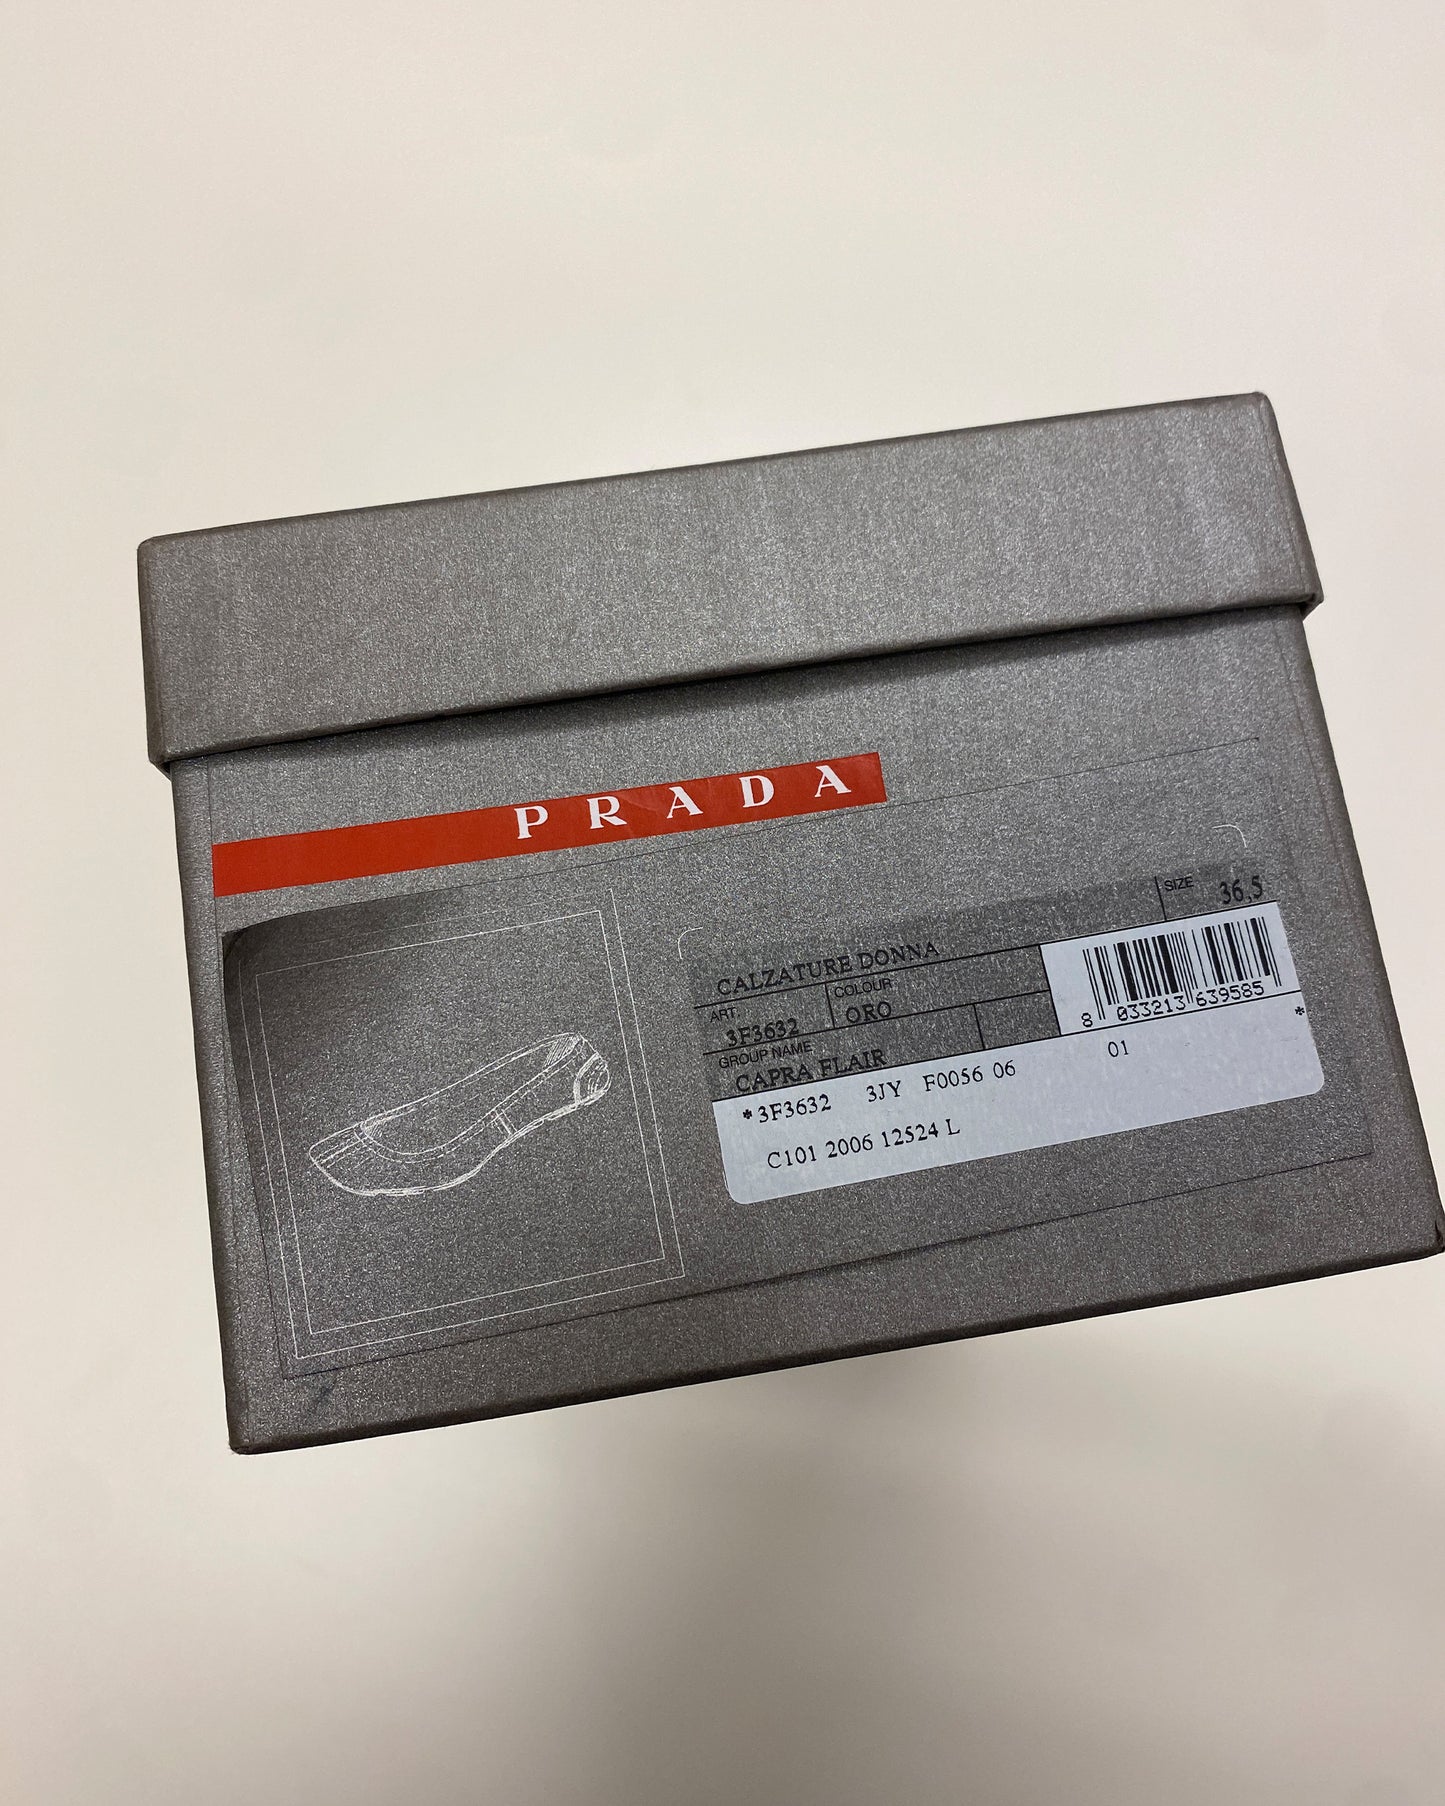 PRADA
SIZE 36,5
CALZATURE DONNA
ART. COLOUR
3F3632 ORO
GROUP NAME
CAPRA FLAIR
8 033213 639585
*3F3632 3JY F0056 06 01 *
C101 2006 12524 L